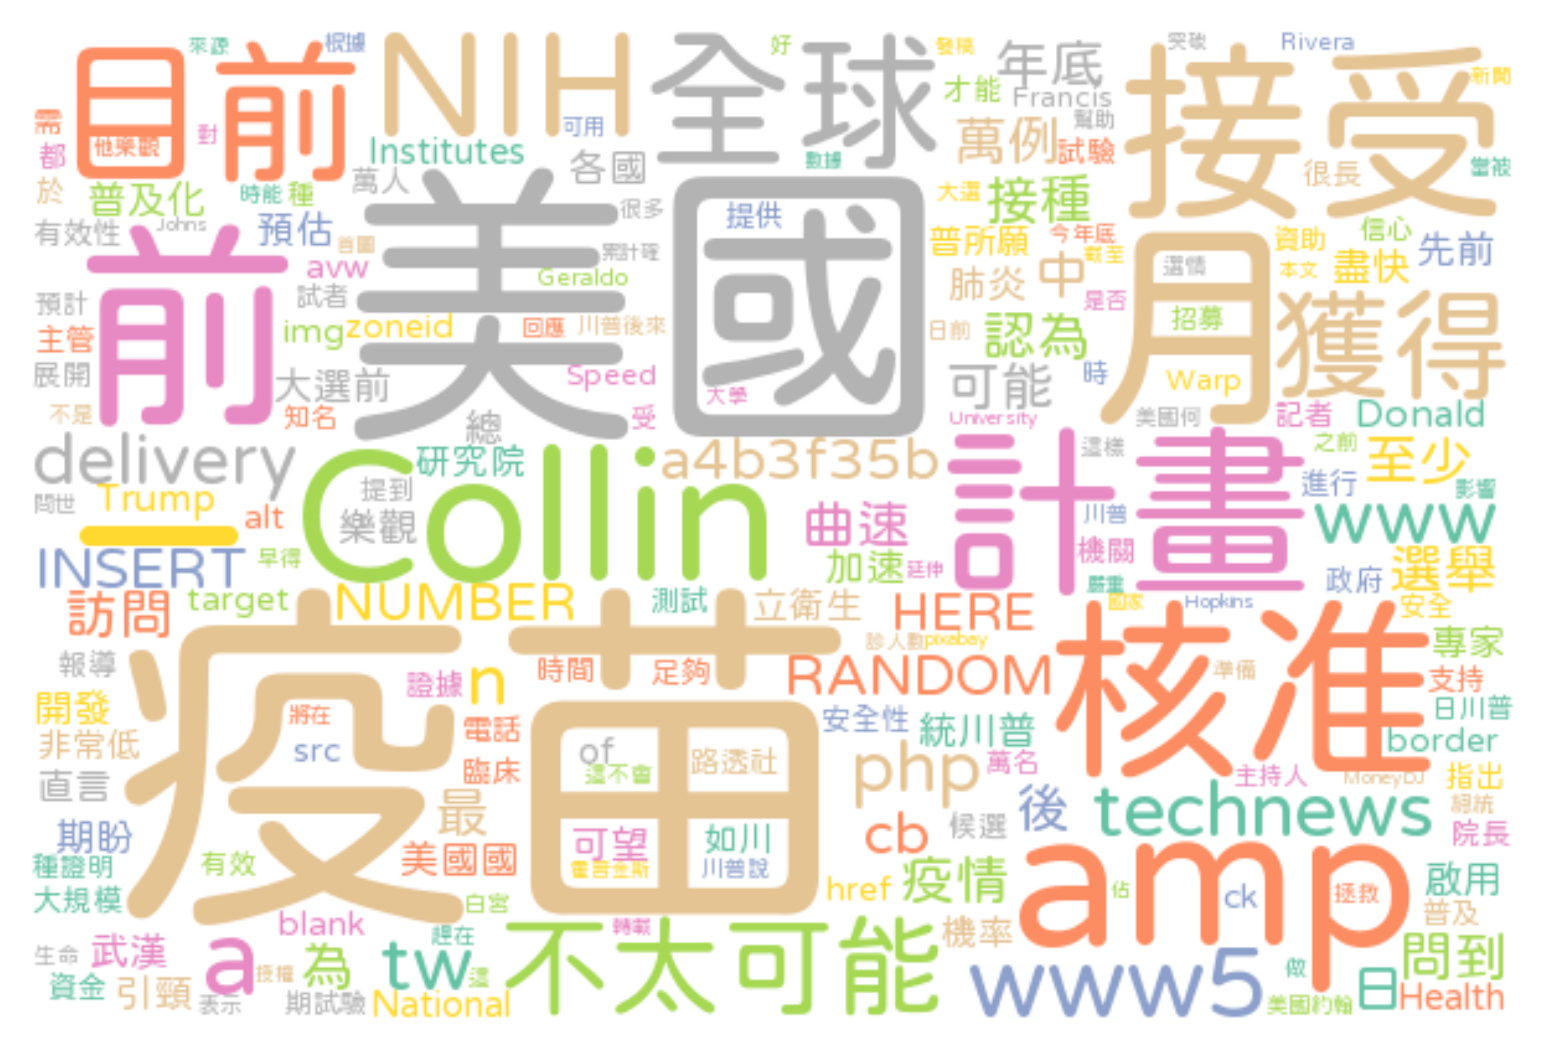 來源
根據
目前
他樂觀
NIH
全球
好
發稿
年底
突破
Rivera
新聞
接受
需
都
於
對
Institutes
可用
各國
萬人
數據
才能
Francis
幫助
萬例
試驗
很長
當被
普及化
時能
種
有效性
Johns
預估
首圖
前
美國
很多
累計確
提供
大選
接種
普所願
今年底
截至
資助
信心
盡快
本文
先前
月
選情
招募
Warp
獲得
肺炎
中
是否
日前
認為
預計
主管
展開
avw
試者
img
zoneid
Geraldo
回應
川普後來
Speed
大學
大選前
不是
知名
總
受
可能
時
University
美國何
記者
Donald
delivery
問世
Trump
一
alt
INSERT
早得
Collin
研究院
提到
樂觀
a4b3f35b
曲速
加速
延伸
計畫
這樣
川普
機關
嚴重
國家
Hopkins
之前
至少
進行
影響
www
選舉
政府
安全
訪問
target
NUMBER
測試
立衛生
HERE
診人數
pixabay
RANDOM
疫苗
報導
時間
足夠
證據
n
核准
準備
專家
支持
日川普
border
開發
非常低
直言
將在
src
電話
臨床
of
這不會
路透社
安全性
統川普
php
萬名
主持人
MoneyDJ
指出
總統
院長
期盼
最
可望
如川
霍普金斯
川普說
cb
候選
後
technews
種證明
大規模
有效
美國國
href
疫情
amp
佔
ck
拯救
啟用
普及
白宮
blank
趕在
轉載
不太可能
機率
生命
武漢
資金
引頸
a
授權
表示
為
期試驗
tw
這
National
www5
做
美國約翰
日
問到
Health